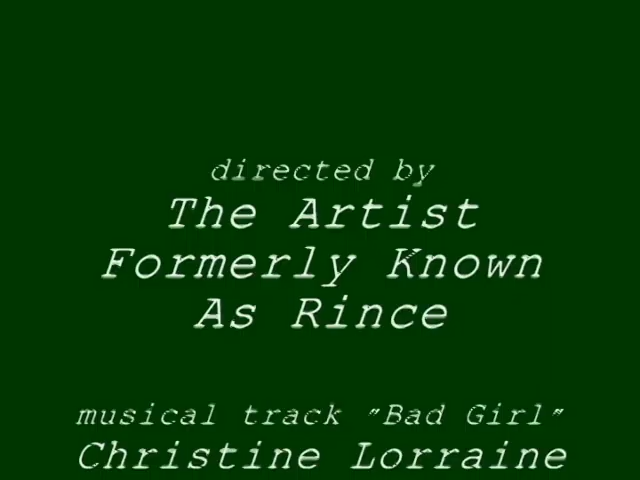 directed by
The Artist
Formerly Known
As Rince
musical track "Bad Girl"
Christine Lorraine